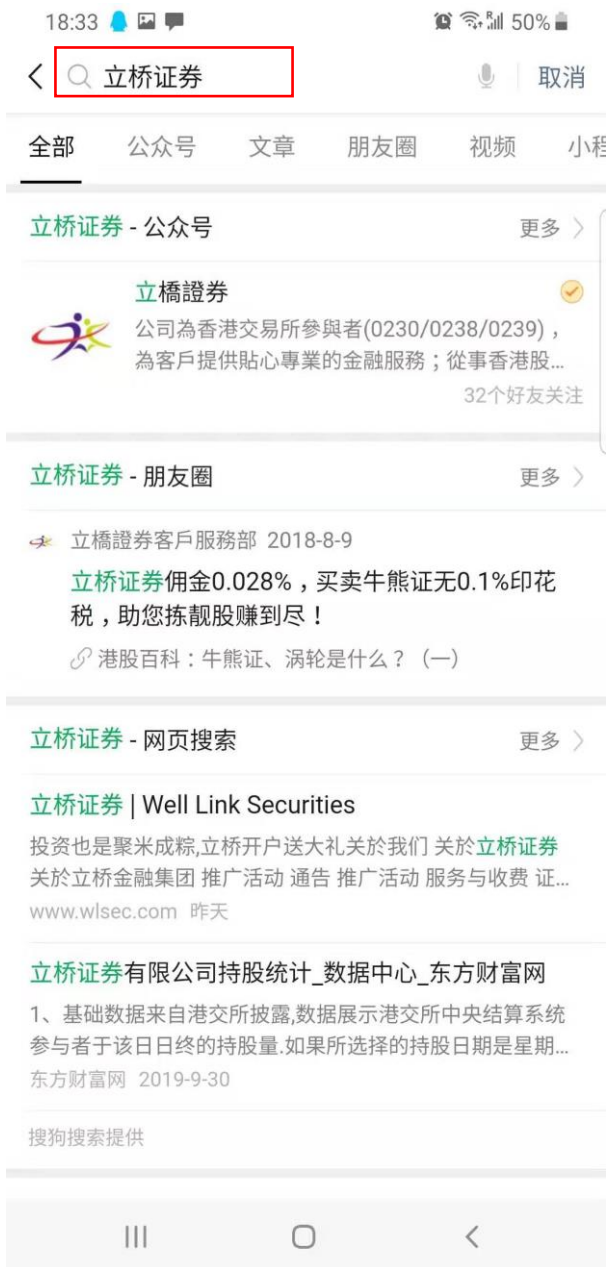 18:33 50%
立桥证券 取消
全部 公众号 文章 朋友圈 视频 小程
立桥证券 - 公众号 更多
立橋證券
公司為香港交易所參與者(0230/0238/0239)，
為客戶提供貼心專業的金融服務；從事香港股...
32个好友关注
立桥证券 - 朋友圈 更多
立橋證券客戶服務部 2018-8-9
立桥证券佣金0.028%，买卖牛熊证无0.1%印花
税，助您拣靓股赚到尽！
港股百科：牛熊证、涡轮是什么？（一）
立桥证券 - 网页搜索 更多
立桥证券 | Well Link Securities
投资也是聚米成粽,立桥开户送大礼关於我们 关於立桥证券
关於立桥金融集团 推广活动 通告 推广活动 服务与收费 证...
www.wlsec.com 昨天
立桥证券有限公司持股统计_数据中心_东方财富网
1、基础数据来自港交所披露,数据展示港交所中央结算系统
参与者于该日日终的持股量.如果所选择的持股日期是星期...
东方财富网 2019-9-30
搜狗搜索提供